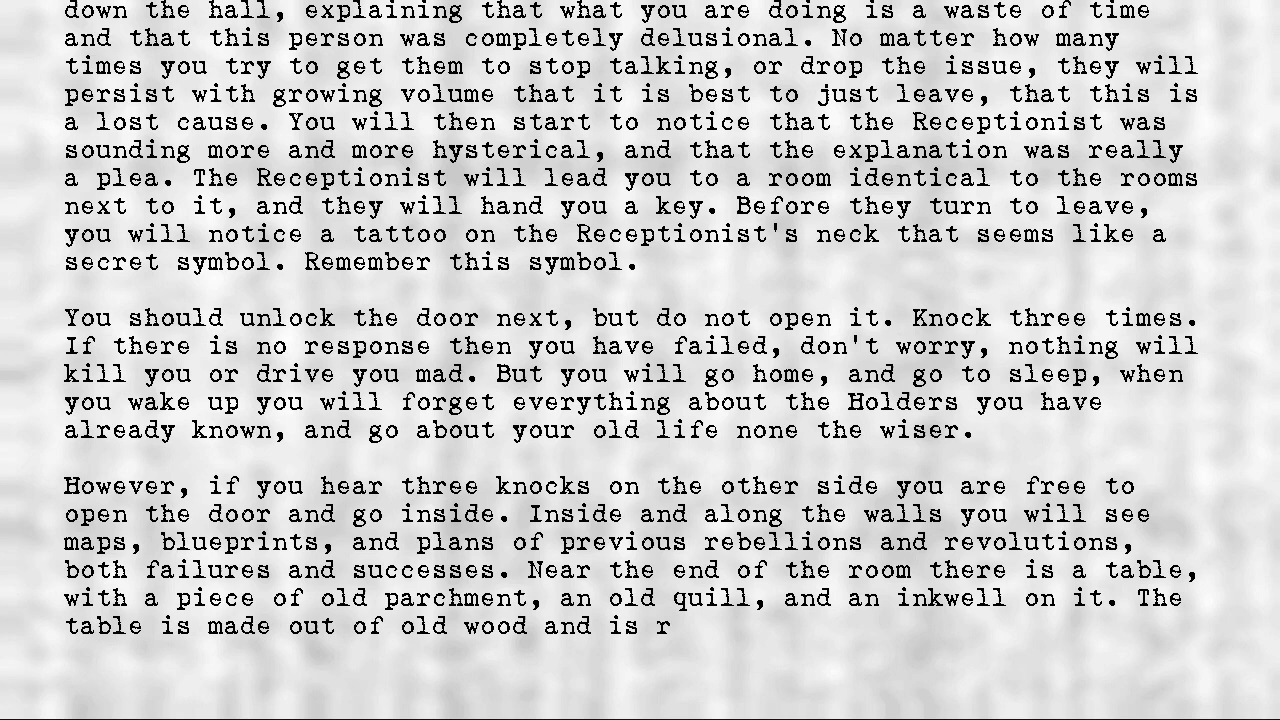 down the hall, explaining that what you are doing is a waste of time
and that this person was completely delusional. No matter how many
times you try to get them to stop talking, or drop the issue, they will
persist with growing volume that it is best to just leave, that this is
a lost cause. You will then start to notice that the Receptionist was
sounding more and more hysterical, and that the explanation was really
a plea. The Receptionist will lead you to a room identical to the rooms
next to it, and they will hand you a key. Before they turn to leave,
you will notice a tattoo on the Receptionist's neck that seems like a
secret symbol. Remember this symbol.
You should unlock the door next, but do not open it. Knock three times.
If there is no response then you have failed, don't worry, nothing will
kill you or drive you mad. But you will go home, and go to sleep, when
you wake up you will forget everything about the Holders you have
already known, and go about your old life none the wiser.
However, if you hear three knocks on the other side you are free to
open the door and go inside. Inside and along the walls you will see
maps, blueprints, and plans of previous rebellions and revolutions,
both failures and successes. Near the end of the room there is a table,
with a piece of old parchment, an old quill, and an inkwell on it. The
table is made out of old wood and is r